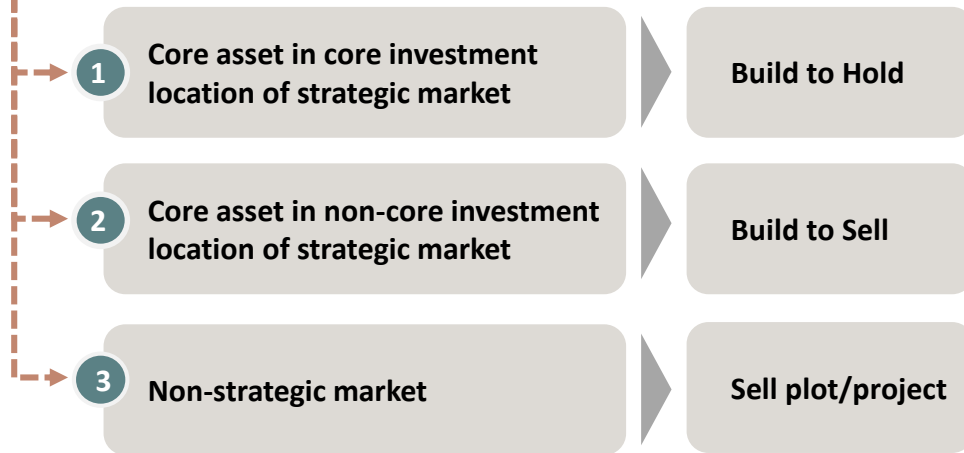 1
Core asset in core investment
location of strategic market
Build to Hold
2
Core asset in non-core investment
location of strategic market
Build to Sell
3
Non-strategic market
Sell plot/project